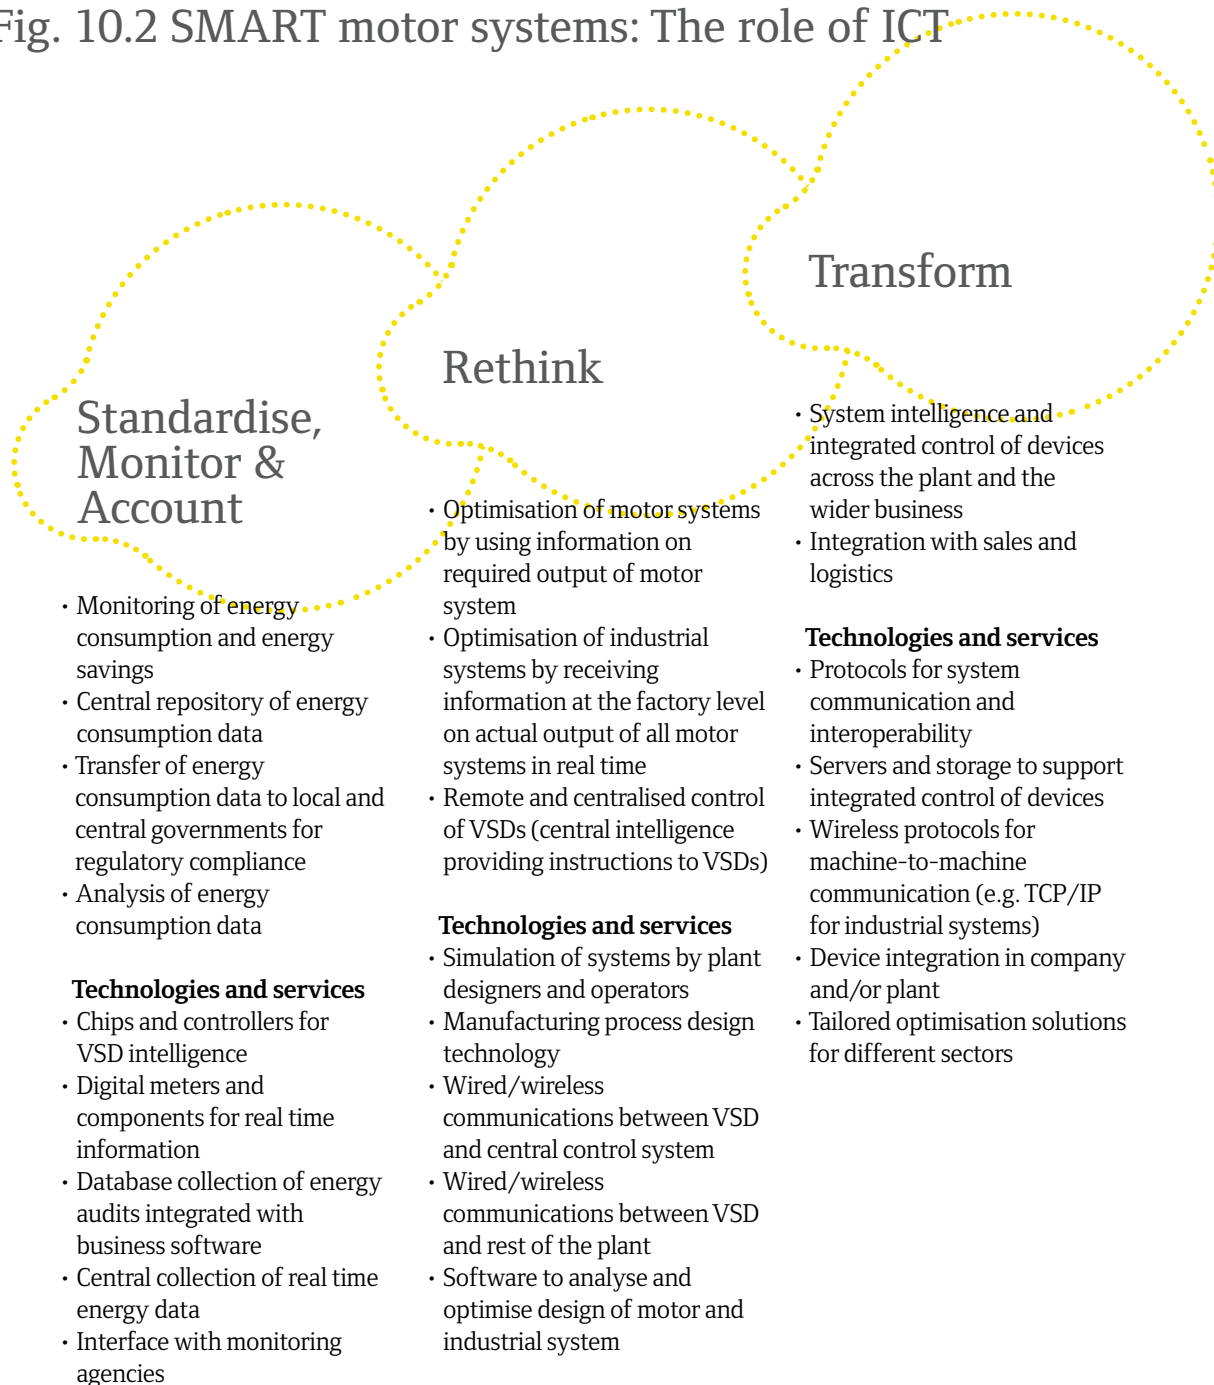 Fig. 10.2 SMART motor systems: The role of ICT
Standardise,
Monitor &
Account
· Monitoring of energy
consumption and energy
savings
· Central repository of energy
consumption data
· Transfer of energy
consumption data to local and
central governments for
regulatory compliance
· Analysis of energy
consumption data
Technologies and services
· Chips and controllers for
VSD intelligence
· Digital meters and
components for real time
information
· Database collection of energy
audits integrated with
business software
· Central collection of real time
energy data
· Interface with monitoring
agencies
Rethink
· Optimisation of motor systems
by using information on
required output of motor
system
· Optimisation of industrial
systems by receiving
information at the factory level
on actual output of all motor
systems in real time
· Remote and centralised control
of VSDs (central intelligence
providing instructions to VSDs)
Technologies and services
· Simulation of systems by plant
designers and operators
· Manufacturing process design
technology
· Wired/wireless
communications between VSD
and central control system
· Wired/wireless
communications between VSD
and rest of the plant
· Software to analyse and
optimise design of motor and
industrial system
Transform
· System intelligence and
integrated control of devices
across the plant and the
wider business
· Integration with sales and
logistics
Technologies and services
· Protocols for system
communication and
interoperability
· Servers and storage to support
integrated control of devices
· Wireless protocols for
machine-to-machine
communication (e.g. TCP/IP
for industrial systems)
· Device integration in company
and/or plant
· Tailored optimisation solutions
for different sectors